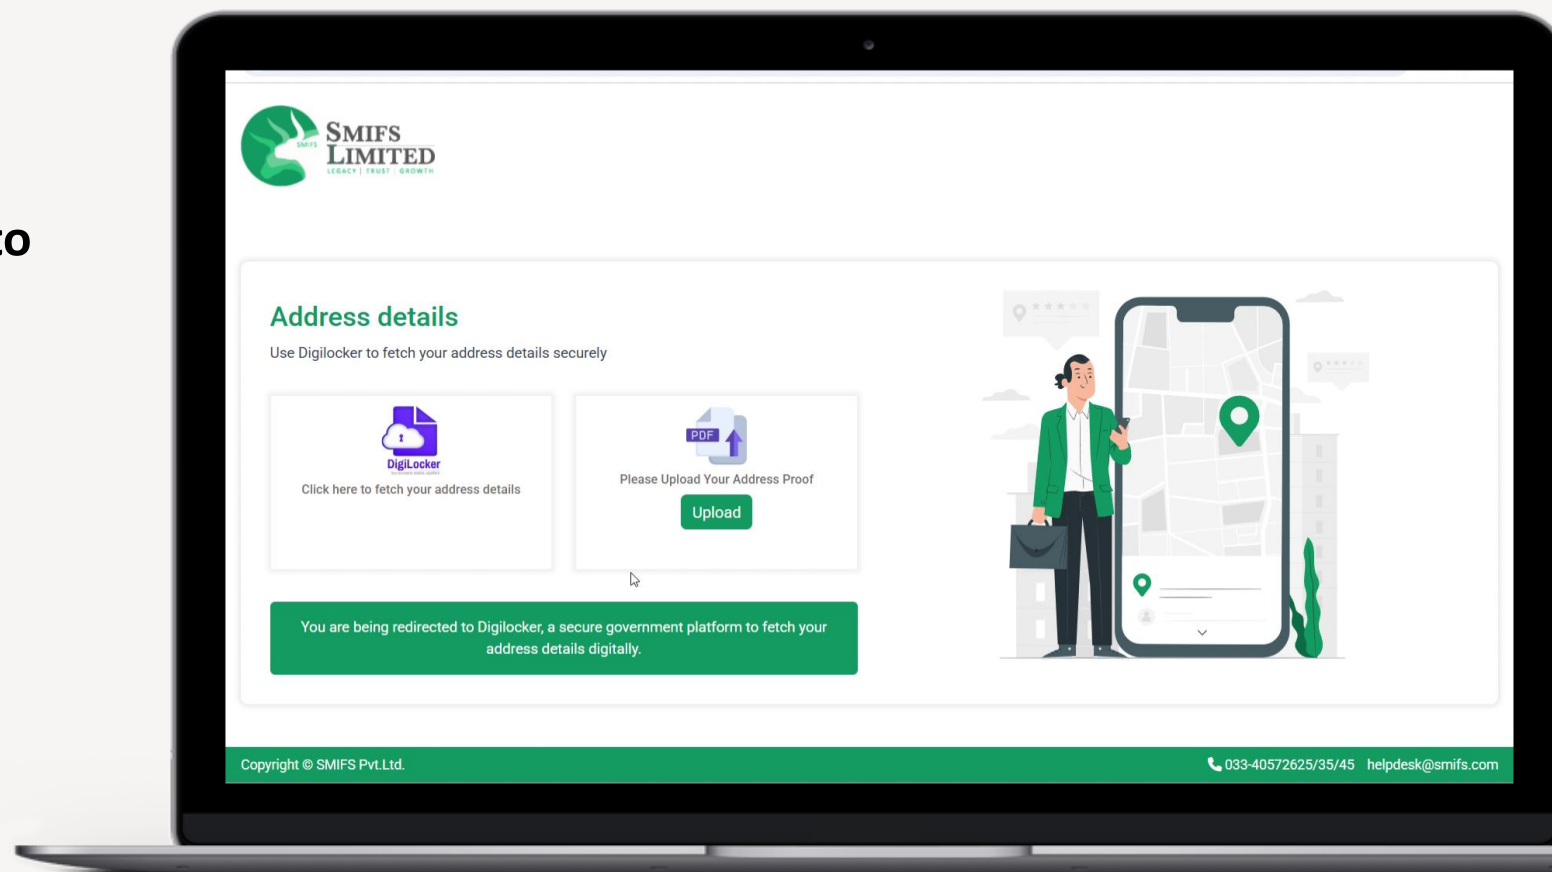 SMIFS
SMIFS
LIMITED
LEGACY | TRUST | GROWTH
to
Address details
Use Digilocker to fetch your address details securely
DigiLocker
Click here to fetch your address details
PDF
Please Upload Your Address Proof
Upload
You are being redirected to Digilocker, a secure government platform to fetch your
address details digitally.
Copyright © SMIFS Pvt.Ltd.
033-40572625/35/45 helpdesk@smifs.com